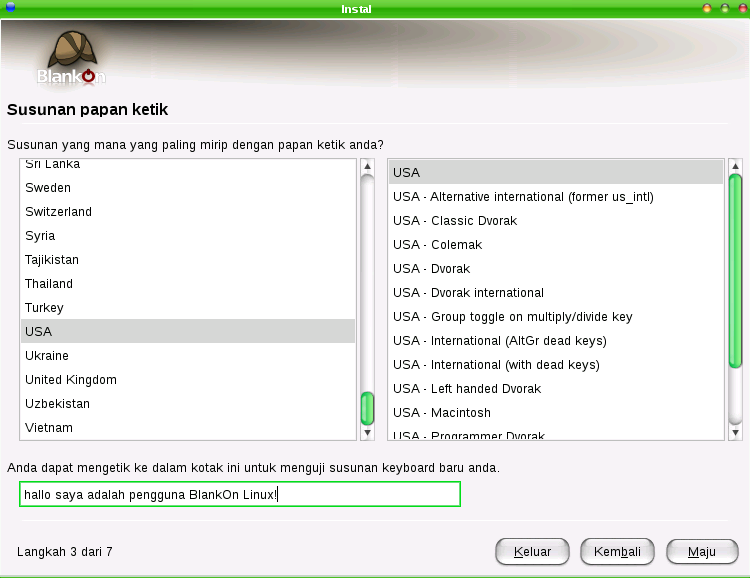 Instal
BlankOn
Susunan papan ketik
Susunan yang mana yang paling mirip dengan papan ketik anda?
Sri Lanka
Sweden
Switzerland
Syria
Tajikistan
Thailand
Turkey
USA
Ukraine
United Kingdom
Uzbekistan
Vietnam
USA
USA - Alternative international (former us_intl)
USA - Classic Dvorak
USA - Colemak
USA - Dvorak
USA - Dvorak international
USA - Group toggle on multiply/divide key
USA - International (AltGr dead keys)
USA - International (with dead keys)
USA - Left handed Dvorak
USA - Macintosh
USA - Programmer Dvorak
Anda dapat mengetik ke dalam kotak ini untuk menguji susunan keyboard baru anda.
hallo saya adalah pengguna BlankOn Linux!
Langkah 3 dari 7
Keluar
Kembali
Maju